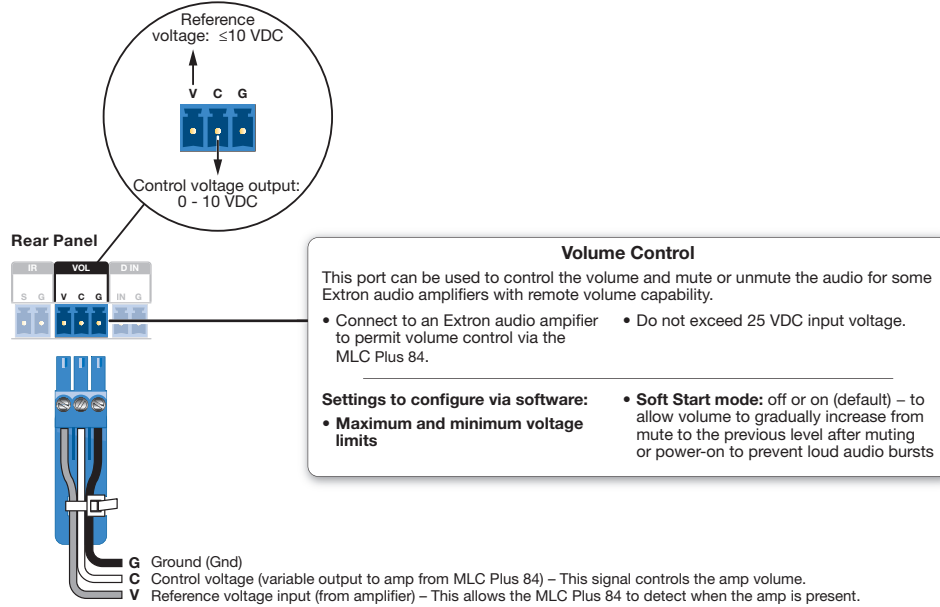 Reference
voltage: ≤10 VDC
V C G
Control voltage output:
0 - 10 VDC
Rear Panel
IR VOL D IN
S G V C G IN G
Volume Control
This port can be used to control the volume and mute or unmute the audio for some
Extron audio amplifiers with remote volume capability.
• Connect to an Extron audio ampifier
to permit volume control via the
MLC Plus 84.
• Do not exceed 25 VDC input voltage.
Settings to configure via software:
• Maximum and minimum voltage
limits
• Soft Start mode: off or on (default) – to
allow volume to gradually increase from
mute to the previous level after muting
or power-on to prevent loud audio bursts
G Ground (Gnd)
C Control voltage (variable output to amp from MLC Plus 84) – This signal controls the amp volume.
V Reference voltage input (from amplifier) – This allows the MLC Plus 84 to detect when the amp is present.